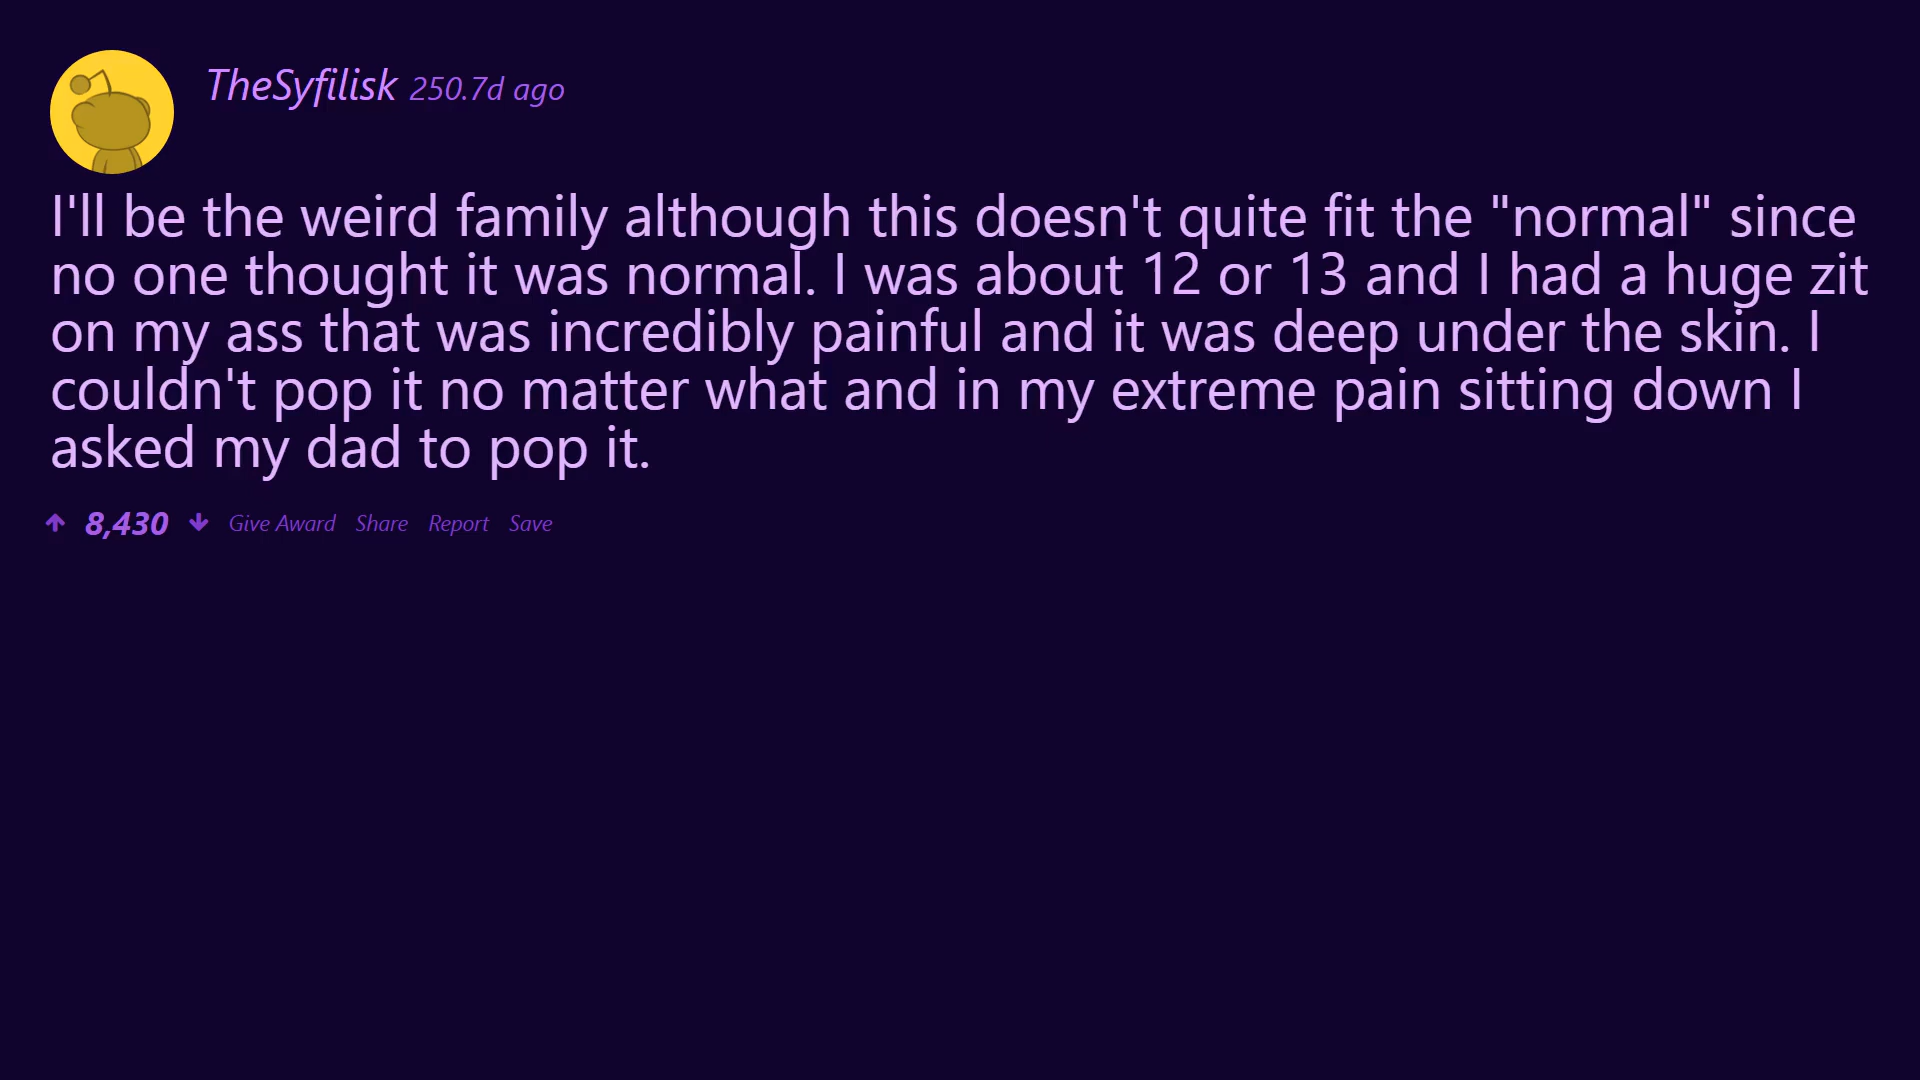 TheSyfilisk 250.7d ago
I'll be the weird family although this doesn't quite fit the "normal" since
no one thought it was normal. I was about 12 or 13 and I had a huge zit
on my ass that was incredibly painful and it was deep under the skin. I
couldn't pop it no matter what and in my extreme pain sitting down I
asked my dad to pop it.
8,430 Give Award Share Report Save